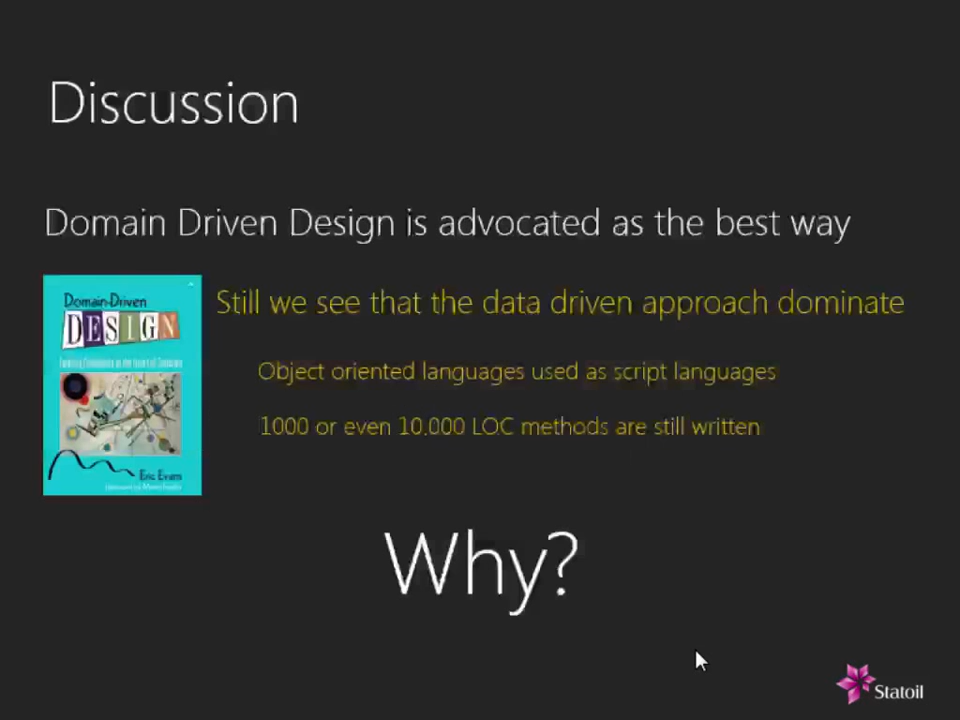 Discussion
Domain Driven Design is advocated as the best way
Still we see that the data driven approach dominate
Object oriented languages used as script languages
1000 or even 10.000 LOC methods are still written
Domain-Driven
DESIGN
Eric Evans
Why?
Statoil